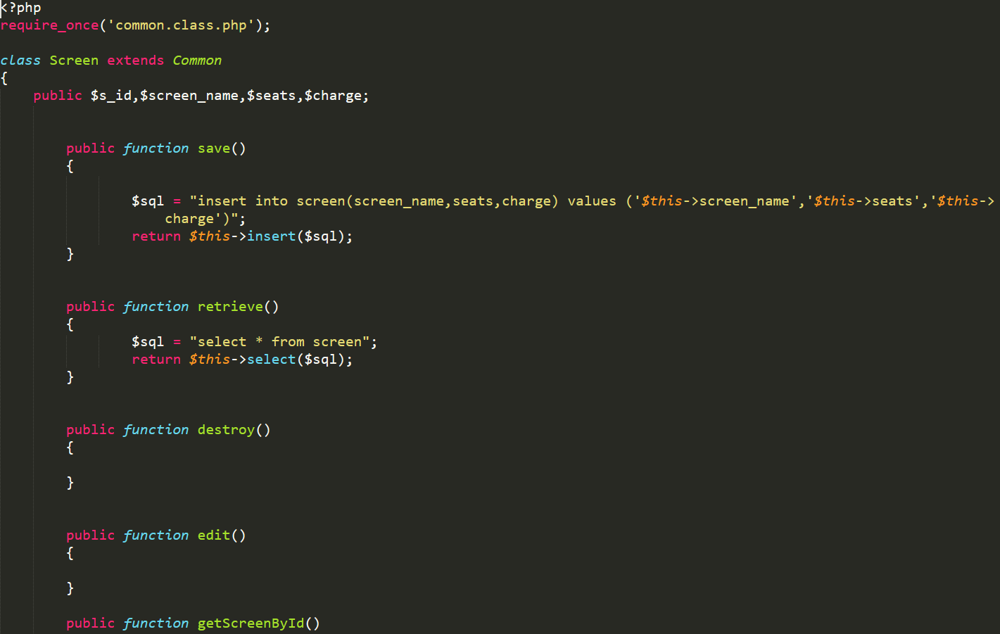 <?php
require_once('common.class.php');
class Screen extends Common
{
public $s_id,$screen_name,$seats,$charge;
public function save()
{
$sql = "insert into screen(screen_name,seats,charge) values ('$this->screen_name','$this->seats','$this->
charge')";
return $this->insert($sql);
}
public function retrieve()
{
$sql = "select * from screen";
return $this->select($sql);
}
public function destroy()
{
}
public function edit()
{
}
public function getScreenById()